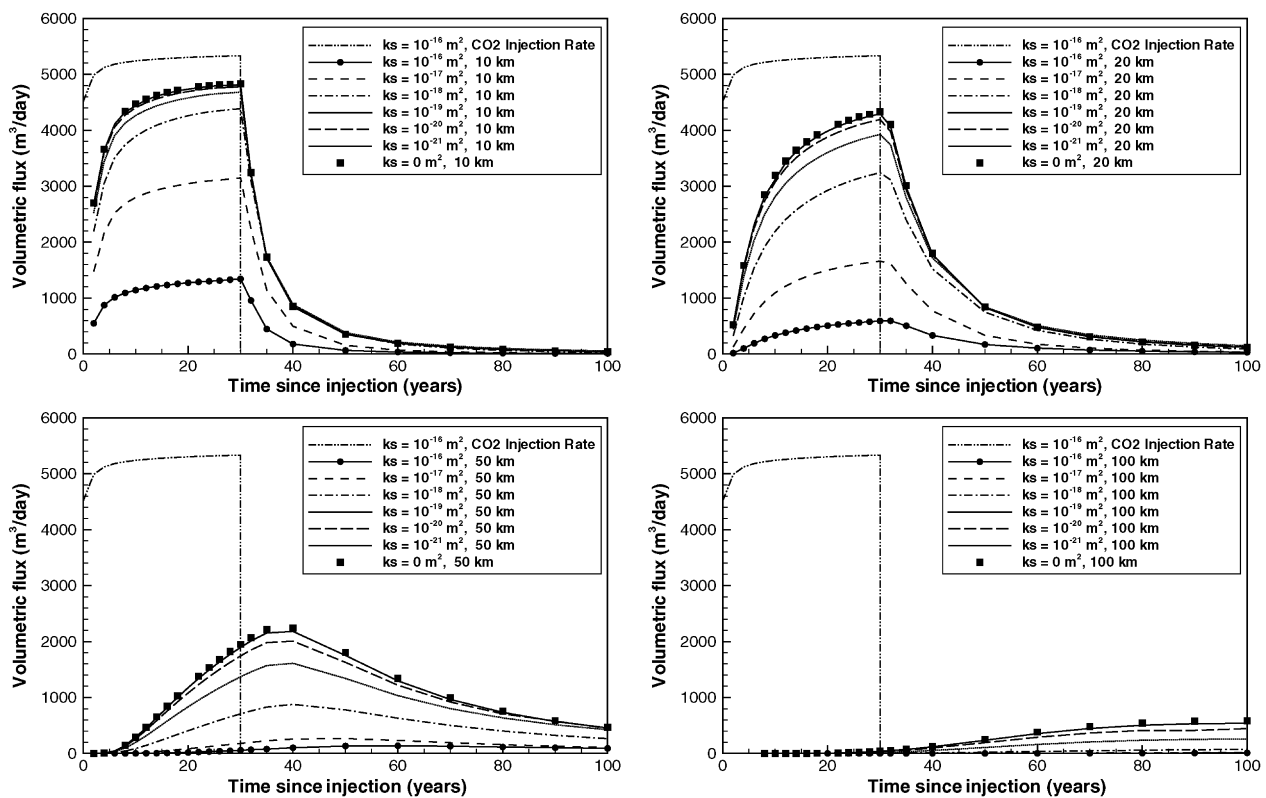 6000
5000
4000
3000
2000
1000
0
Volumetric flux (m³/day)
ks = 10⁻¹⁶ m², CO2 Injection Rate
ks = 10⁻¹⁶ m², 10 km
ks = 10⁻¹⁷ m², 10 km
ks = 10⁻¹⁸ m², 10 km
ks = 10⁻¹⁹ m², 10 km
ks = 10⁻²⁰ m², 10 km
ks = 10⁻²¹ m², 10 km
ks = 0 m², 10 km
0 20 40 60 80 100
Time since injection (years)
6000
5000
4000
3000
2000
1000
0
Volumetric flux (m³/day)
ks = 10⁻¹⁶ m², CO2 Injection Rate
ks = 10⁻¹⁶ m², 20 km
ks = 10⁻¹⁷ m², 20 km
ks = 10⁻¹⁸ m², 20 km
ks = 10⁻¹⁹ m², 20 km
ks = 10⁻²⁰ m², 20 km
ks = 10⁻²¹ m², 20 km
ks = 0 m², 20 km
0 20 40 60 80 100
Time since injection (years)
6000
5000
4000
3000
2000
1000
0
Volumetric flux (m³/day)
ks = 10⁻¹⁶ m², CO2 Injection Rate
ks = 10⁻¹⁶ m², 50 km
ks = 10⁻¹⁷ m², 50 km
ks = 10⁻¹⁸ m², 50 km
ks = 10⁻¹⁹ m², 50 km
ks = 10⁻²⁰ m², 50 km
ks = 10⁻²¹ m², 50 km
ks = 0 m², 50 km
0 20 40 60 80 100
Time since injection (years)
6000
5000
4000
3000
2000
1000
0
Volumetric flux (m³/day)
ks = 10⁻¹⁶ m², CO2 Injection Rate
ks = 10⁻¹⁶ m², 100 km
ks = 10⁻¹⁷ m², 100 km
ks = 10⁻¹⁸ m², 100 km
ks = 10⁻¹⁹ m², 100 km
ks = 10⁻²⁰ m², 100 km
ks = 10⁻²¹ m², 100 km
ks = 0 m², 100 km
0 20 40 60 80 100
Time since injection (years)